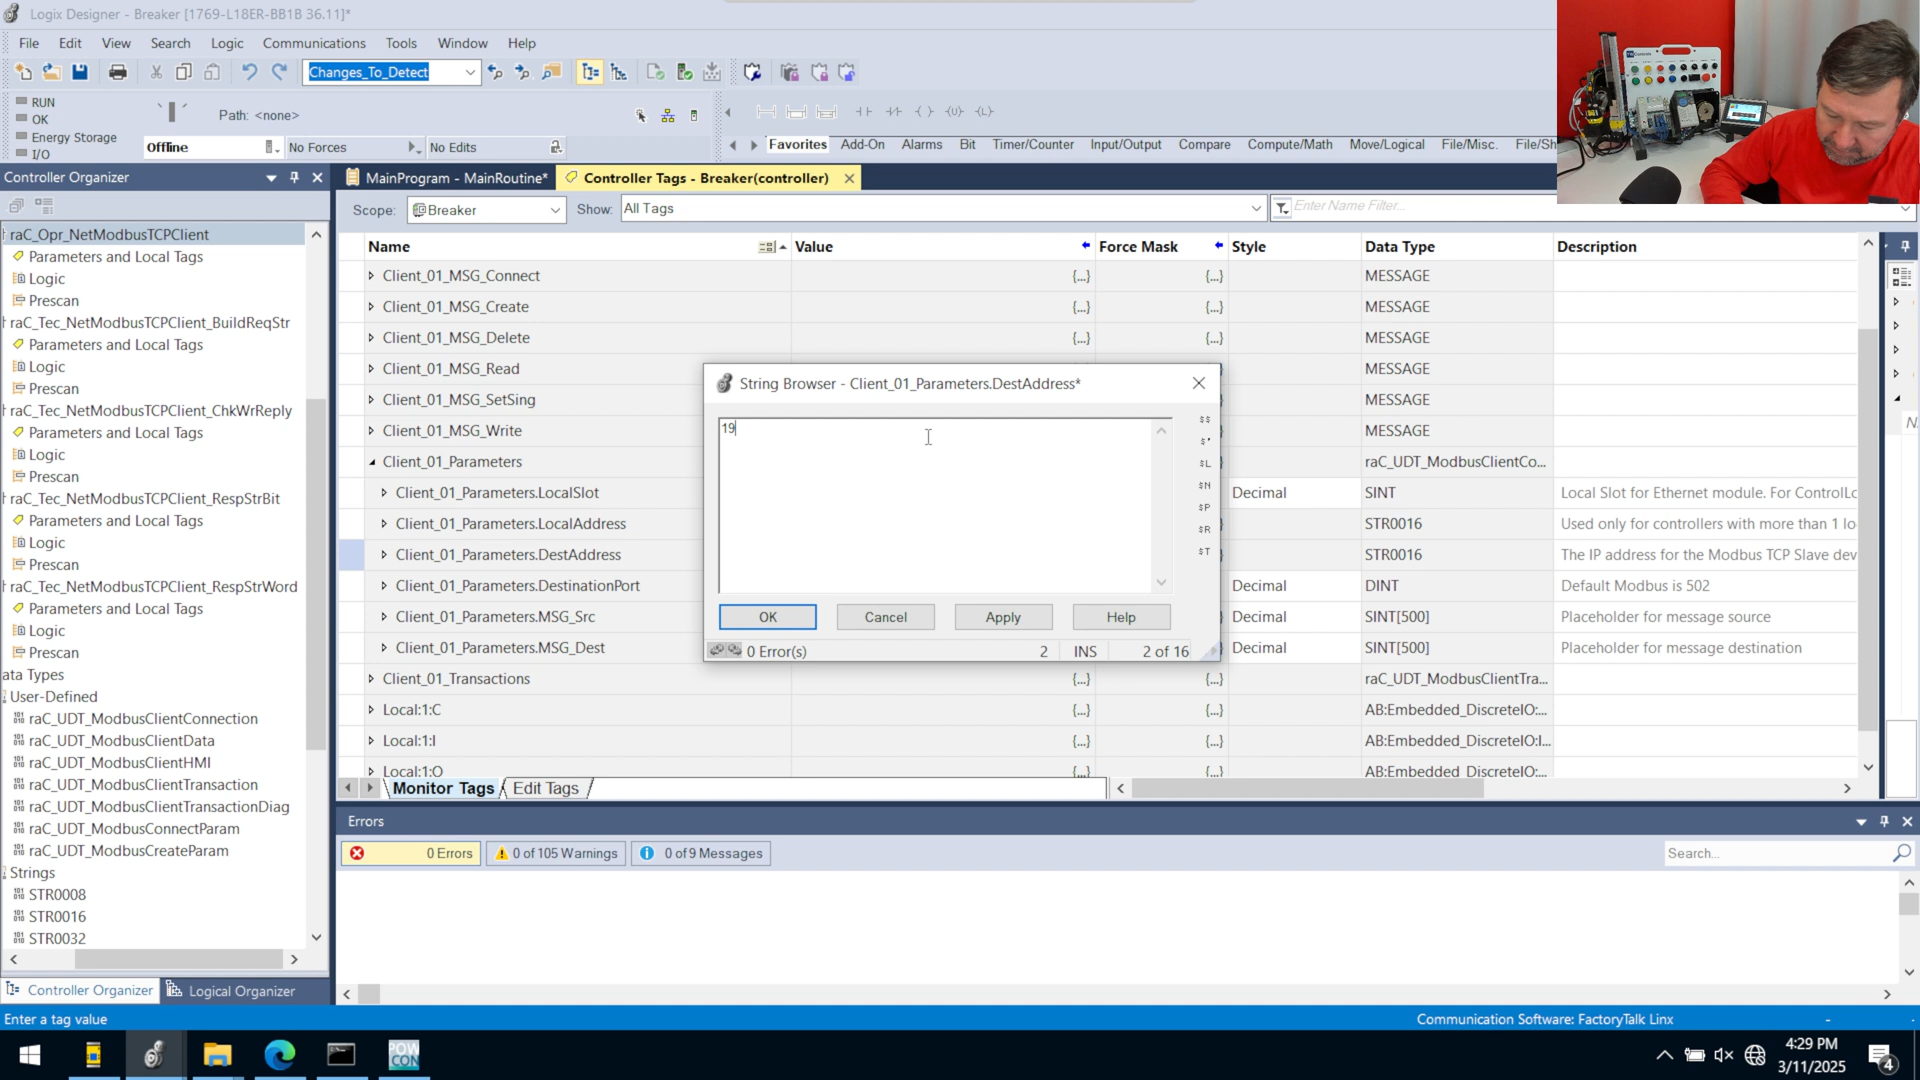 Logix Designer - Breaker [1769-L18ER-BB1B 36.11]*
File Edit View Search Logic Communications Tools Window Help
Changes_To_Detect
RUN
OK
Energy Storage
I/O
Path: <none>
Offline
No Forces
No Edits
Favorites Add-On Alarms Bit Timer/Counter Input/Output Compare Compute/Math Move/Logical File/Misc. File/Sh
Controller Organizer
raC_Opr_NetModbusTCPClient
Parameters and Local Tags
Logic
Prescan
raC_Tec_NetModbusTCPClient_BuildReqStr
Parameters and Local Tags
Logic
Prescan
raC_Tec_NetModbusTCPClient_ChkWrReply
Parameters and Local Tags
Logic
Prescan
raC_Tec_NetModbusTCPClient_RespStrBit
Parameters and Local Tags
Logic
Prescan
raC_Tec_NetModbusTCPClient_RespStrWord
Parameters and Local Tags
Logic
Prescan
ata Types
User-Defined
raC_UDT_ModbusClientConnection
raC_UDT_ModbusClientData
raC_UDT_ModbusClientHMI
raC_UDT_ModbusClientTransaction
raC_UDT_ModbusClientTransactionDiag
raC_UDT_ModbusConnectParam
raC_UDT_ModbusCreateParam
Strings
STR0008
STR0016
STR0032
Controller Organizer Logical Organizer
MainProgram - MainRoutine* Controller Tags - Breaker(controller)
Scope: Breaker Show: All Tags Enter Name Filter...
Name Value Force Mask Style Data Type Description
Client_01_MSG_Connect {...} {...} MESSAGE
Client_01_MSG_Create {...} {...} MESSAGE
Client_01_MSG_Delete {...} {...} MESSAGE
Client_01_MSG_Read MESSAGE
Client_01_MSG_SetSing MESSAGE
Client_01_MSG_Write MESSAGE
Client_01_Parameters raC_UDT_ModbusClientCo...
Client_01_Parameters.LocalSlot Decimal SINT Local Slot for Ethernet module. For ControlLc
Client_01_Parameters.LocalAddress STR0016 Used only for controllers with more than 1 lo
Client_01_Parameters.DestAddress STR0016 The IP address for the Modbus TCP Slave dev
Client_01_Parameters.DestinationPort Decimal DINT Default Modbus is 502
Client_01_Parameters.MSG_Src Decimal SINT[500] Placeholder for message source
Client_01_Parameters.MSG_Dest Decimal SINT[500] Placeholder for message destination
Client_01_Transactions {...} {...} raC_UDT_ModbusClientTra...
Local:1:C {...} {...} AB:Embedded_DiscreteIO:...
Local:1:I {...} {...} AB:Embedded_DiscreteIO:I...
Local:1:O {...} {...} AB:Embedded_DiscreteIO:...
Monitor Tags Edit Tags
String Browser - Client_01_Parameters.DestAddress*
19
$$
$'
$L
$N
$P
$R
$T
OK Cancel Apply Help
0 Error(s) 2 INS 2 of 16
Errors
0 Errors 0 of 105 Warnings 0 of 9 Messages Search...
Enter a tag value Communication Software: FactoryTalk Linx
POW
CON
4:29 PM
3/11/2025
4